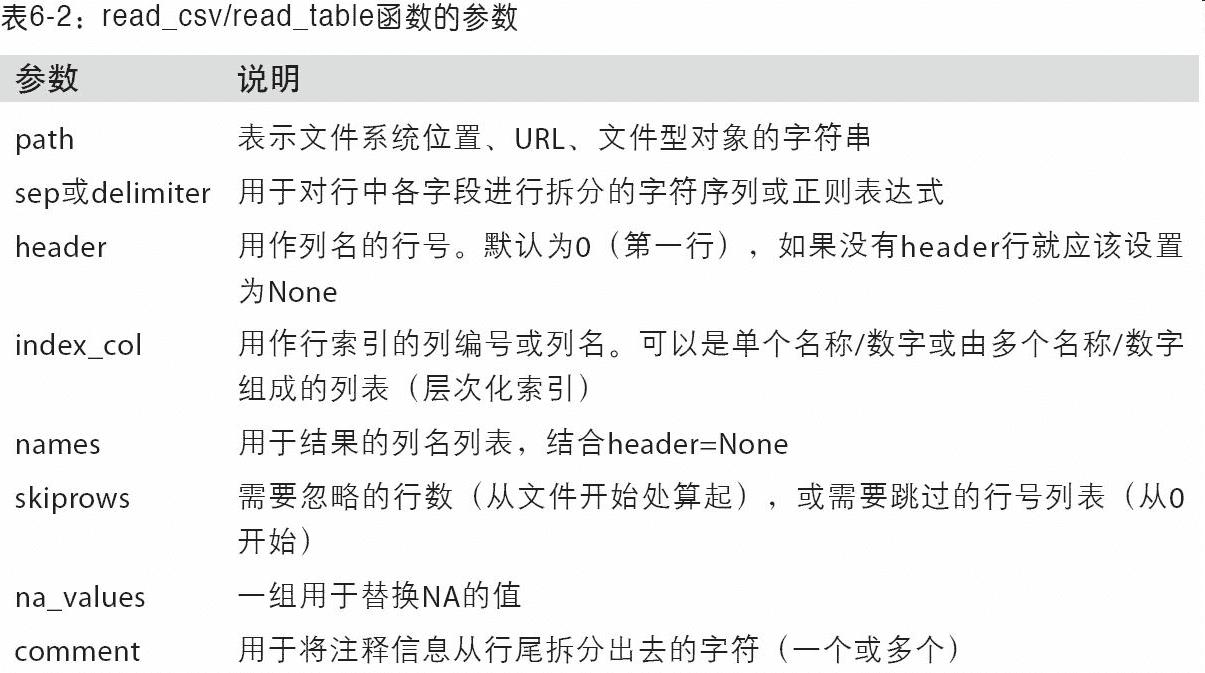 表6-2：read_csv/read_table函数的参数
参数 说明
path 表示文件系统位置、URL、文件型对象的字符串
sep或delimiter 用于对行中各字段进行拆分的字符序列或正则表达式
header 用作列名的行号。默认为0（第一行），如果没有header行就应该设置
为None
index_col 用作行索引的列编号或列名。可以是单个名称/数字或由多个名称/数字
组成的列表（层次化索引）
names 用于结果的列名列表，结合header=None
skiprows 需要忽略的行数（从文件开始处算起），或需要跳过的行号列表（从0
开始）
na_values 一组用于替换NA的值
comment 用于将注释信息从行尾拆分出去的字符（一个或多个）